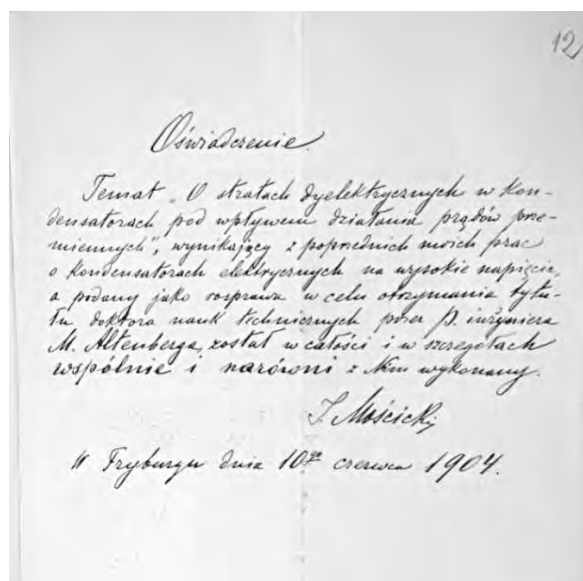 12
Oświadczenie.
Temat „O stratach dyelektrycznych w kon-
densatorach pod wpływem działania prądów prze-
miennych", wynikający z poprzednich moich prac
o kondensatorach elektrycznych na wysokie napięcie,
a podany jako rozprawa w celu otrzymania tytu-
łu doktora nauk technicznych przez P. inżyniera
M. Altenberga, został w całości i w szczegółach
wspólnie i narówni z Nim wykonany.
I. Mościcki
W Fryburgu dnia 10go czerwca 1904.